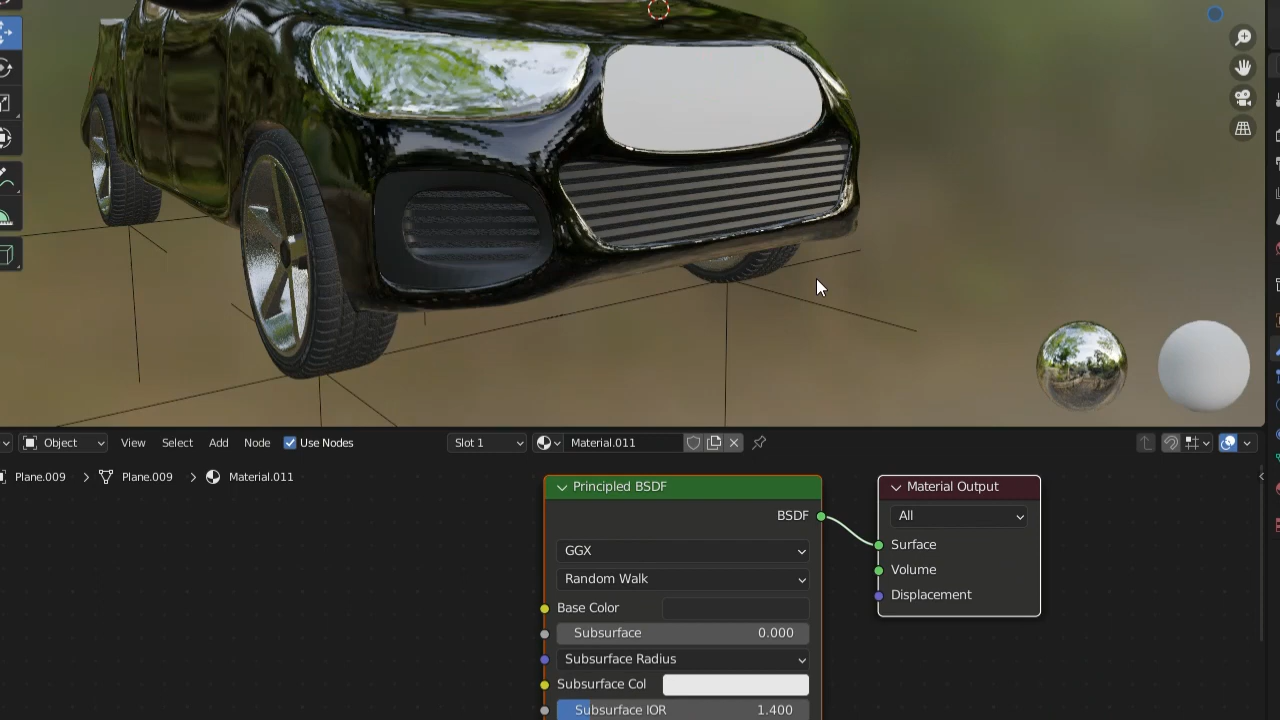 Object View Select Add Node Use Nodes Slot 1 Material.011
Plane.009 Plane.009 Material.011
Principled BSDF
BSDF
GGX
Random Walk
Base Color
Subsurface 0.000
Subsurface Radius
Subsurface Col
Subsurface IOR 1.400
Material Output
All
Surface
Volume
Displacement